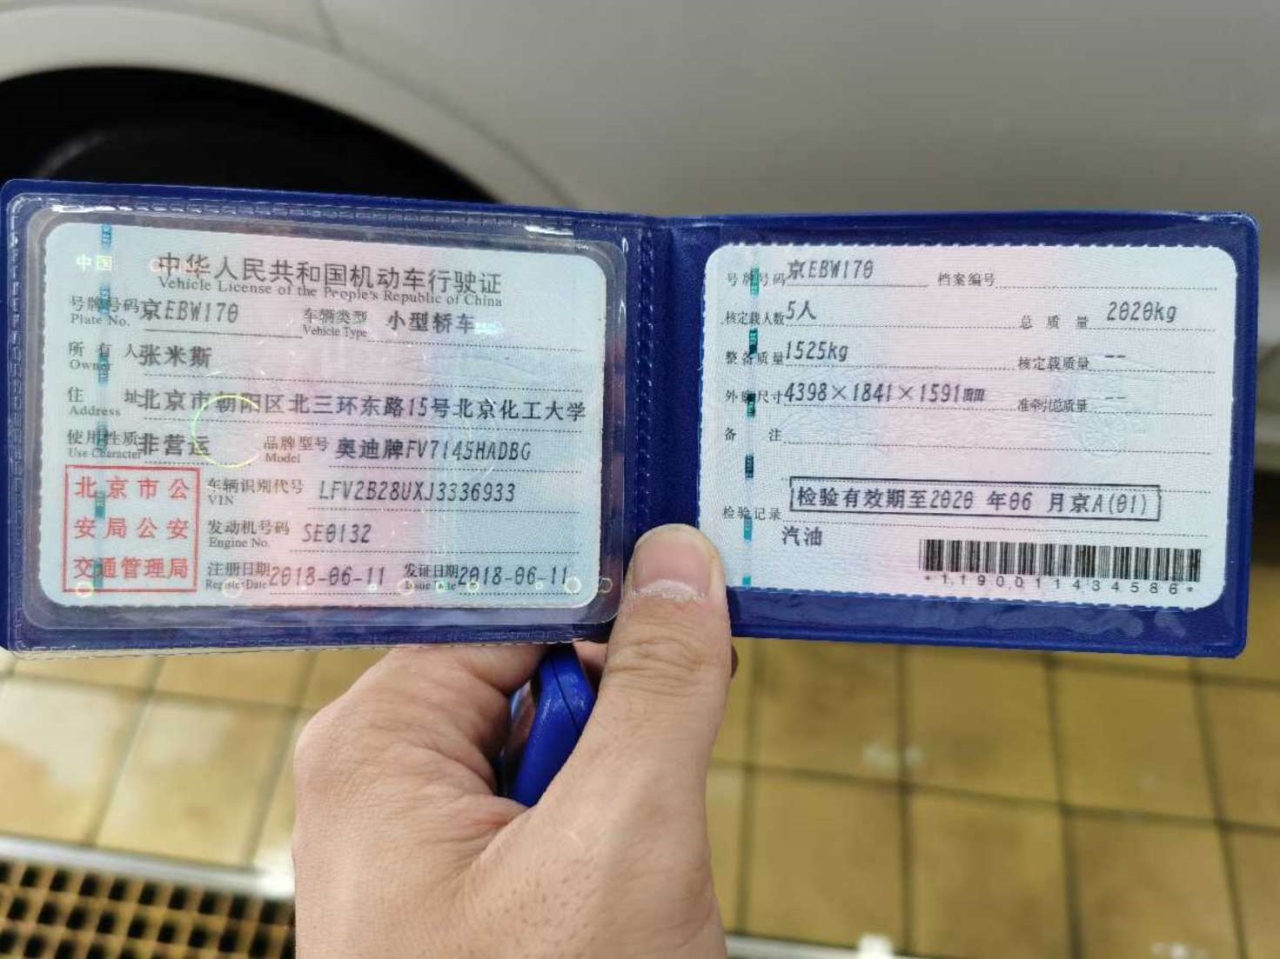 中国
中华人民共和国机动车行驶证
Vehicle License of the People's Republic of China
号牌号码 京EBW170 车辆类型 小型轿车
Plate No. Vehicle Type
所有人 张米斯
Owner
住址 北京市朝阳区北三环东路15号北京化工大学
Address
使用性质 非营运 品牌型号 奥迪牌FV7145HADBG
Use Character Model
北京市公 车辆识别代号 LFV2B28UXJ3336933
VIN
安局公安 发动机号码 SE0132
Engine No.
交通管理局 注册日期 2018-06-11 发证日期 2018-06-11
Register Date Issue Date
号牌号码 京EBW170 档案编号
核定载人数 5人 总质量 2020kg
整备质量 1525kg 核定载质量 --
外廓尺寸 4398×1841×1591mm 准牵引总质量 --
备注
检验有效期至2020 年06 月京A(01)
检验记录
汽油
*1190011434586*